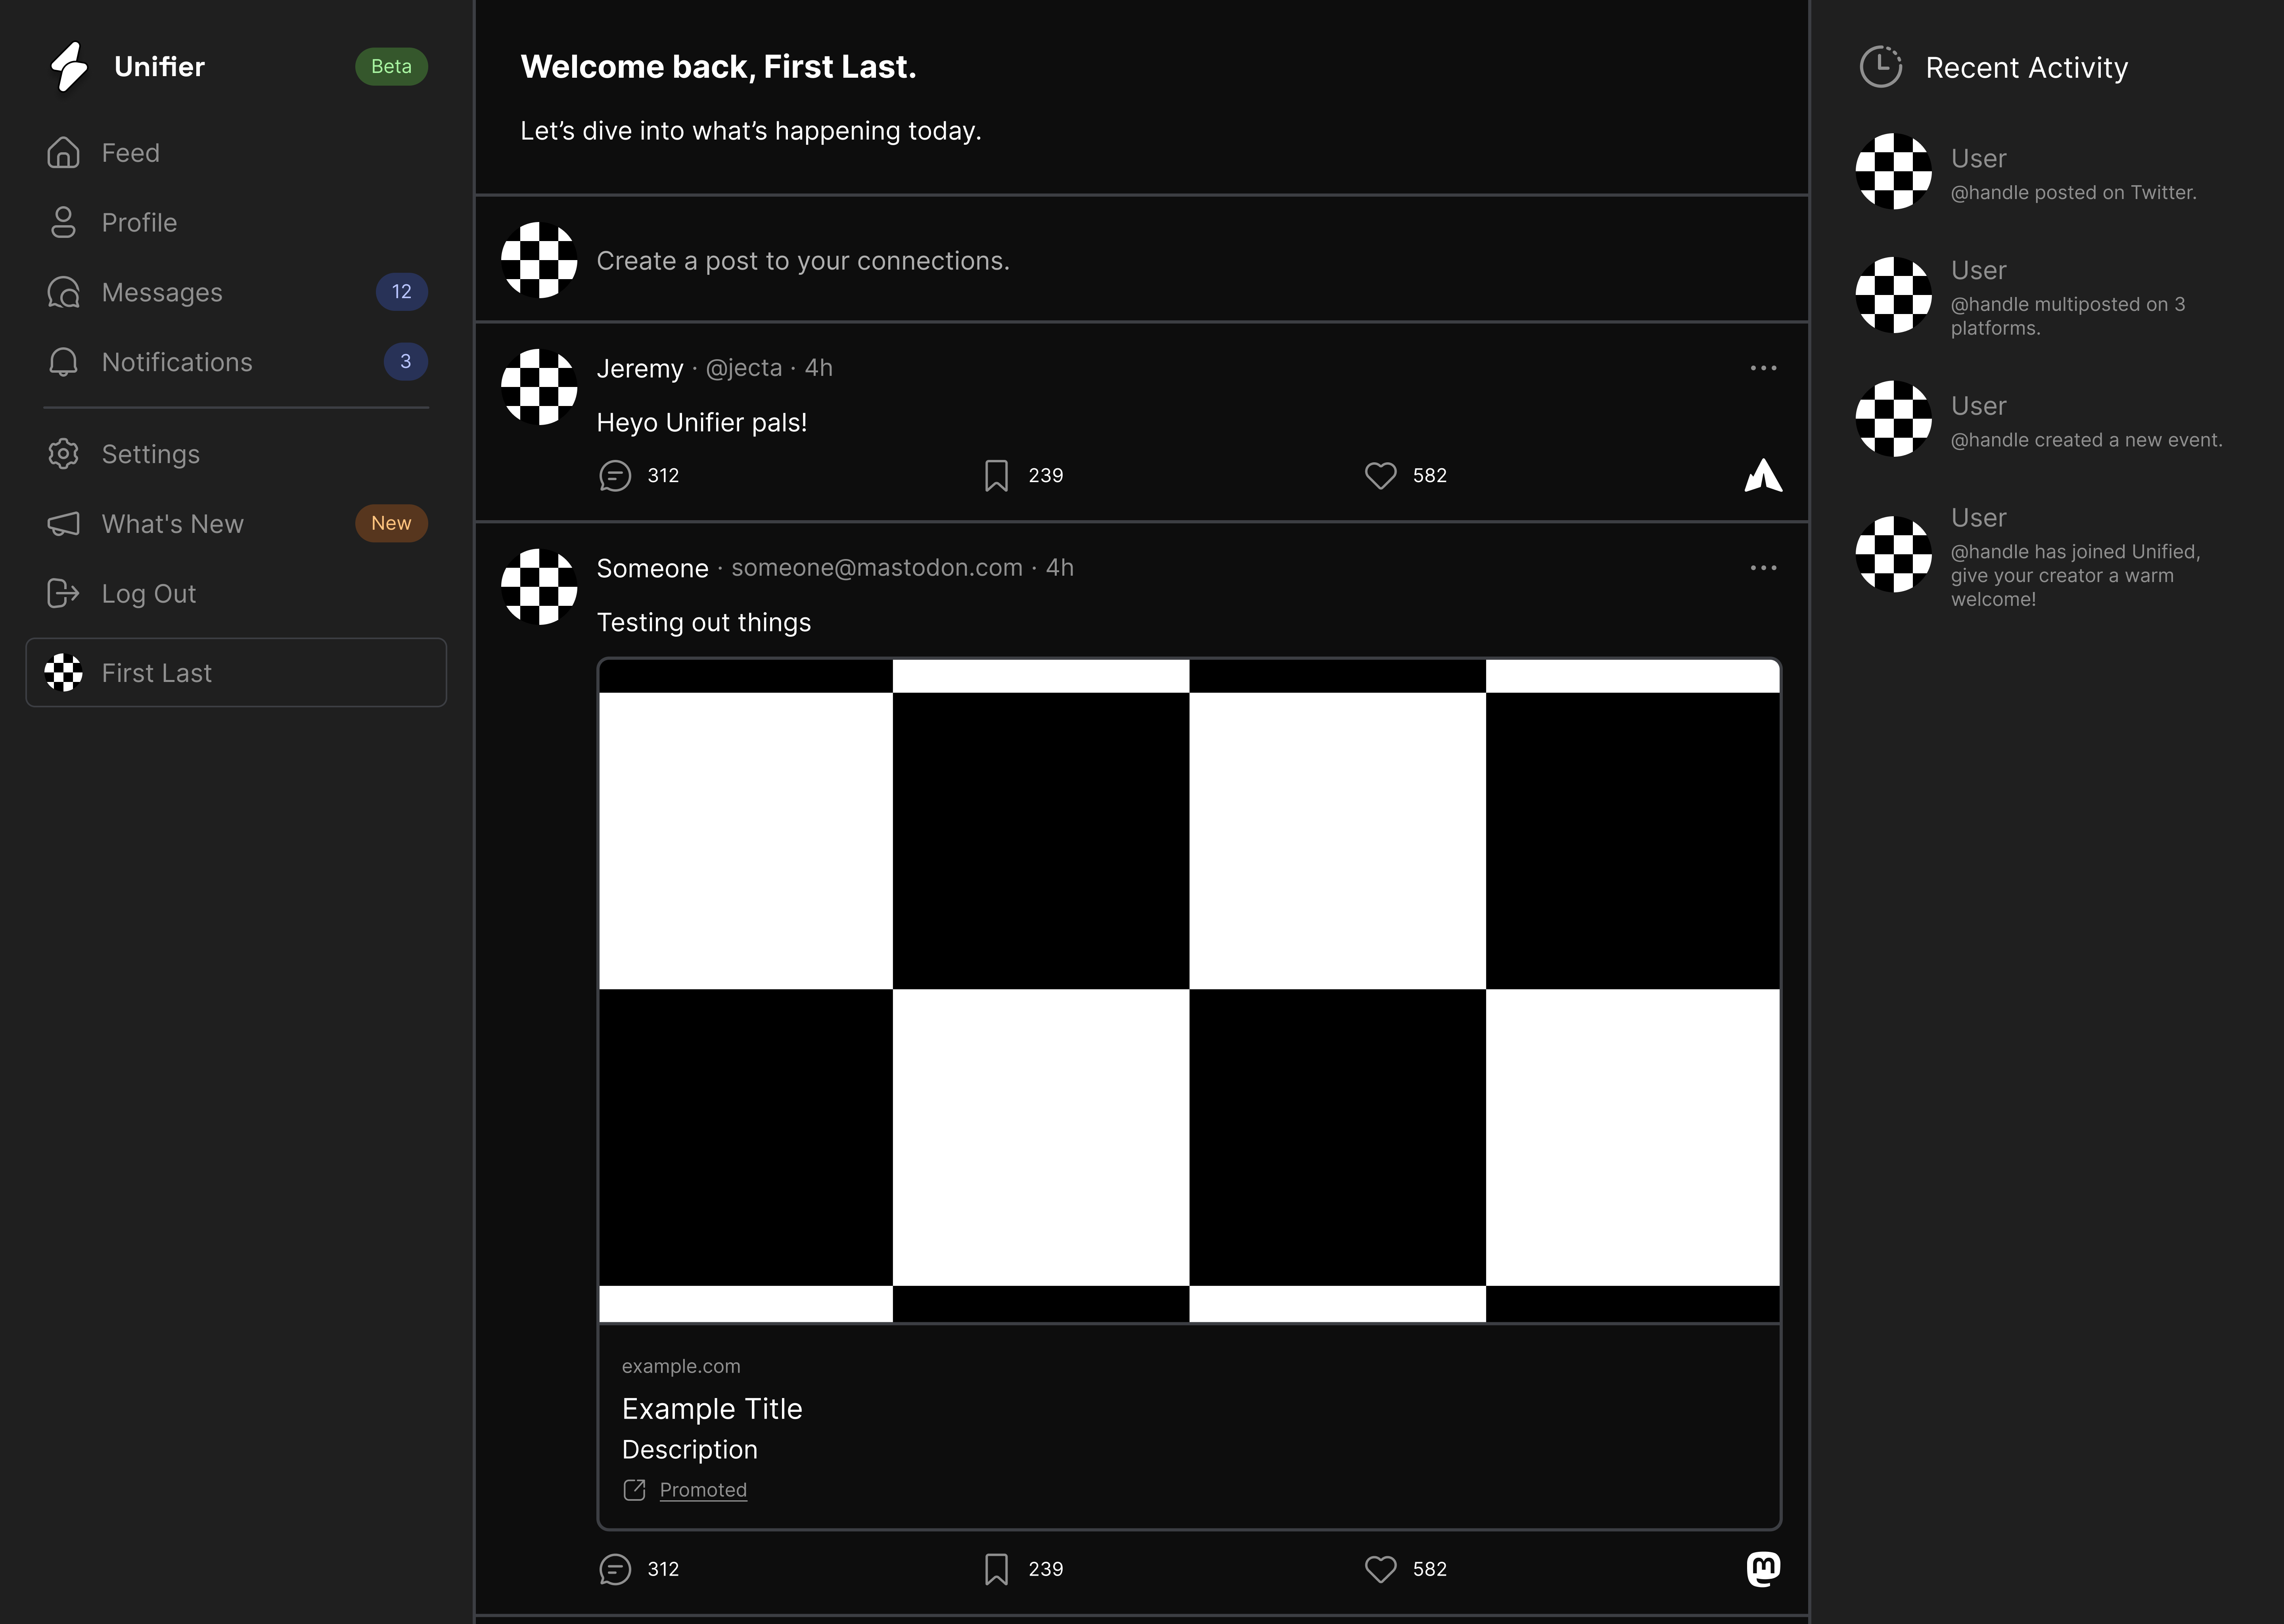 Unifier
Beta
Feed
Profile
Messages
12
Notifications
3
Settings
What's New
New
Log Out
First Last
Welcome back, First Last.
Let’s dive into what’s happening today.
Create a post to your connections.
Jeremy · @jecta · 4h
Heyo Unifier pals!
312
239
582
Someone · someone@mastodon.com · 4h
Testing out things
example.com
Example Title
Description
Promoted
312
239
582
Recent Activity
User
@handle posted on Twitter.
User
@handle multiposted on 3
platforms.
User
@handle created a new event.
User
@handle has joined Unified,
give your creator a warm
welcome!